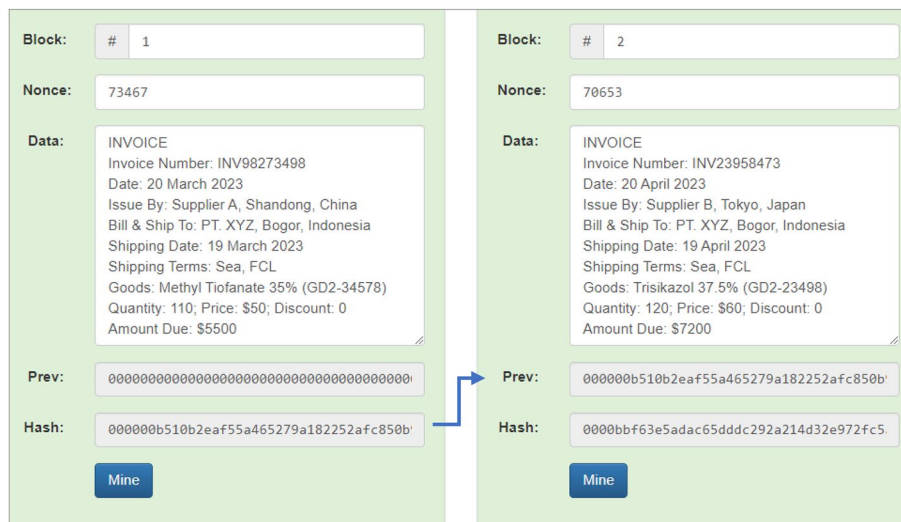 Block:
# 1
Nonce:
73467
Data:
INVOICE
Invoice Number: INV98273498
Date: 20 March 2023
Issue By: Supplier A, Shandong, China
Bill & Ship To: PT. XYZ, Bogor, Indonesia
Shipping Date: 19 March 2023
Shipping Terms: Sea, FCL
Goods: Methyl Tiofanate 35% (GD2-34578)
Quantity: 110; Price: $50; Discount: 0
Amount Due: $5500
Prev:
0000000000000000000000000000000000000
Hash:
000000b510b2eaf55a465279a182252afc850b
Mine
Block:
# 2
Nonce:
70653
Data:
INVOICE
Invoice Number: INV23958473
Date: 20 April 2023
Issue By: Supplier B, Tokyo, Japan
Bill & Ship To: PT. XYZ, Bogor, Indonesia
Shipping Date: 19 April 2023
Shipping Terms: Sea, FCL
Goods: Trisikazol 37.5% (GD2-23498)
Quantity: 120; Price: $60; Discount: 0
Amount Due: $7200
Prev:
000000b510b2eaf55a465279a182252afc850b
Hash:
0000bbf63e5adac65dddc292a214d32e972fc5
Mine